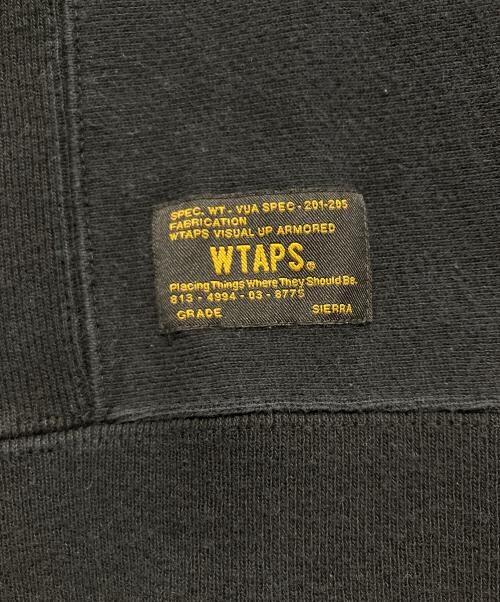 SPEC. WT - VUA SPEC - 201-205
FABRICATION
WTAPS VISUAL UP ARMORED
WTAPS®
Placing Things Where They Should Be.
813 - 4994 - 03 - 8775
GRADE SIERRA